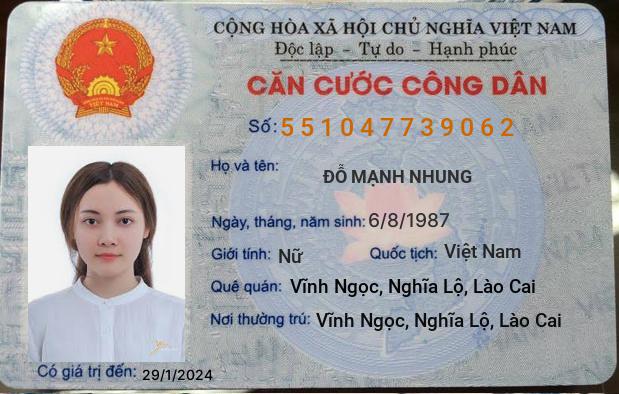 CỘNG HÒA XÃ HỘI CHỦ NGHĨA VIỆT NAM
Độc lập - Tự do - Hạnh phúc
CĂN CƯỚC CÔNG DÂN
Số: 551047739062
Họ và tên: ĐỖ MẠNH NHUNG
Ngày, tháng, năm sinh: 6/8/1987
Giới tính: Nữ Quốc tịch: Việt Nam
Quê quán: Vĩnh Ngọc, Nghĩa Lộ, Lào Cai
Nơi thường trú: Vĩnh Ngọc, Nghĩa Lộ, Lào Cai
Có giá trị đến: 29/1/2024
VIỆT NAM